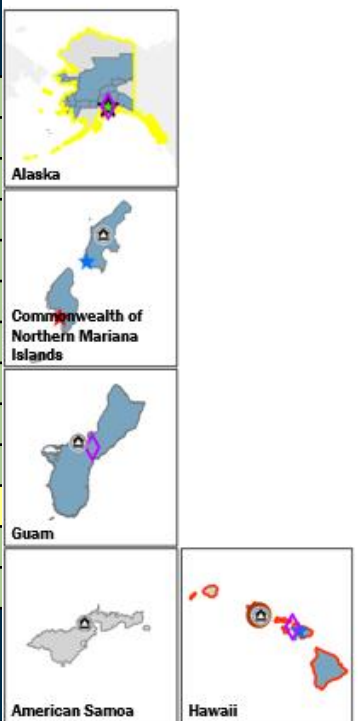 Alaska
Commonwealth of
Northern Mariana
Islands
Guam
American Samoa
Hawaii